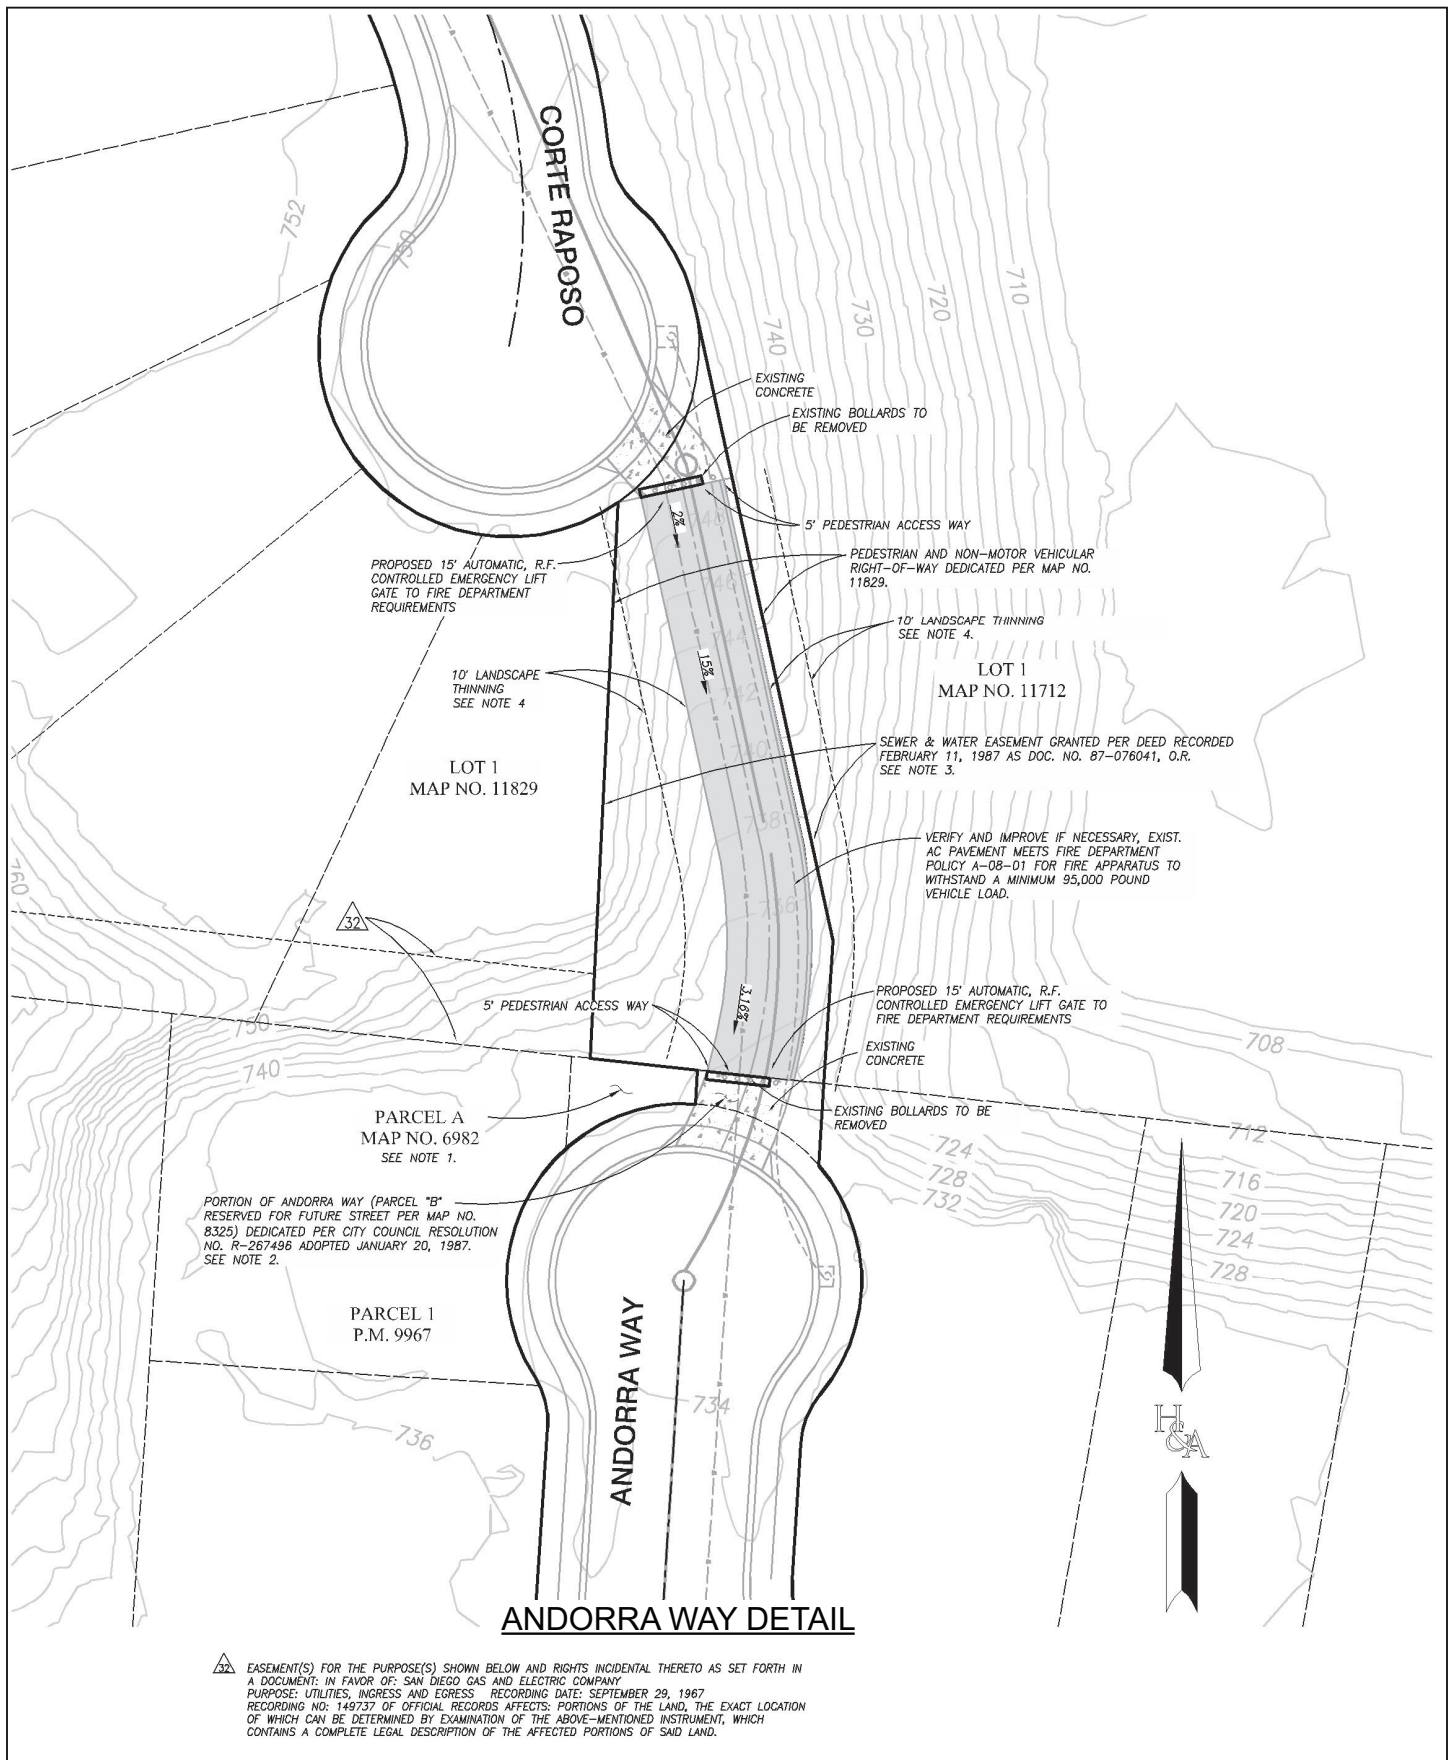 CORTE RAPOSO
752
750
710
720
730
740
EXISTING
CONCRETE
EXISTING BOLLARDS TO
BE REMOVED
5' PEDESTRIAN ACCESS WAY
2%
746
PROPOSED 15' AUTOMATIC, R.F.
CONTROLLED EMERGENCY LIFT
GATE TO FIRE DEPARTMENT
REQUIREMENTS
PEDESTRIAN AND NON-MOTOR VEHICULAR
RIGHT-OF-WAY DEDICATED PER MAP NO.
11829.
10' LANDSCAPE THINNING
SEE NOTE 4.
744
15%
742
740
738
736
LOT 1
MAP NO. 11712
10' LANDSCAPE
THINNING
SEE NOTE 4
LOT 1
MAP NO. 11829
SEWER & WATER EASEMENT GRANTED PER DEED RECORDED
FEBRUARY 11, 1987 AS DOC. NO. 87-076041, O.R.
SEE NOTE 3.
VERIFY AND IMPROVE IF NECESSARY, EXIST.
AC PAVEMENT MEETS FIRE DEPARTMENT
POLICY A-08-01 FOR FIRE APPARATUS TO
WITHSTAND A MINIMUM 95,000 POUND
VEHICLE LOAD.
760
32
3.16%
5' PEDESTRIAN ACCESS WAY
PROPOSED 15' AUTOMATIC, R.F.
CONTROLLED EMERGENCY LIFT GATE TO
FIRE DEPARTMENT REQUIREMENTS
EXISTING
CONCRETE
750
740
708
EXISTING BOLLARDS TO BE
REMOVED
PARCEL A
MAP NO. 6982
SEE NOTE 1.
712
716
720
724
728
724
728
732
PORTION OF ANDORRA WAY (PARCEL "B"
RESERVED FOR FUTURE STREET PER MAP NO.
8325) DEDICATED PER CITY COUNCIL RESOLUTION
NO. R-267496 ADOPTED JANUARY 20, 1987.
SEE NOTE 2.
PARCEL 1
P.M. 9967
ANDORRA WAY
734
736
H&A
ANDORRA WAY DETAIL
32 EASEMENT(S) FOR THE PURPOSE(S) SHOWN BELOW AND RIGHTS INCIDENTAL THERETO AS SET FORTH IN
A DOCUMENT: IN FAVOR OF: SAN DIEGO GAS AND ELECTRIC COMPANY
PURPOSE: UTILITIES, INGRESS AND EGRESS RECORDING DATE: SEPTEMBER 29, 1967
RECORDING NO: 149737 OF OFFICIAL RECORDS AFFECTS: PORTIONS OF THE LAND, THE EXACT LOCATION
OF WHICH CAN BE DETERMINED BY EXAMINATION OF THE ABOVE-MENTIONED INSTRUMENT, WHICH
CONTAINS A COMPLETE LEGAL DESCRIPTION OF THE AFFECTED PORTIONS OF SAID LAND.